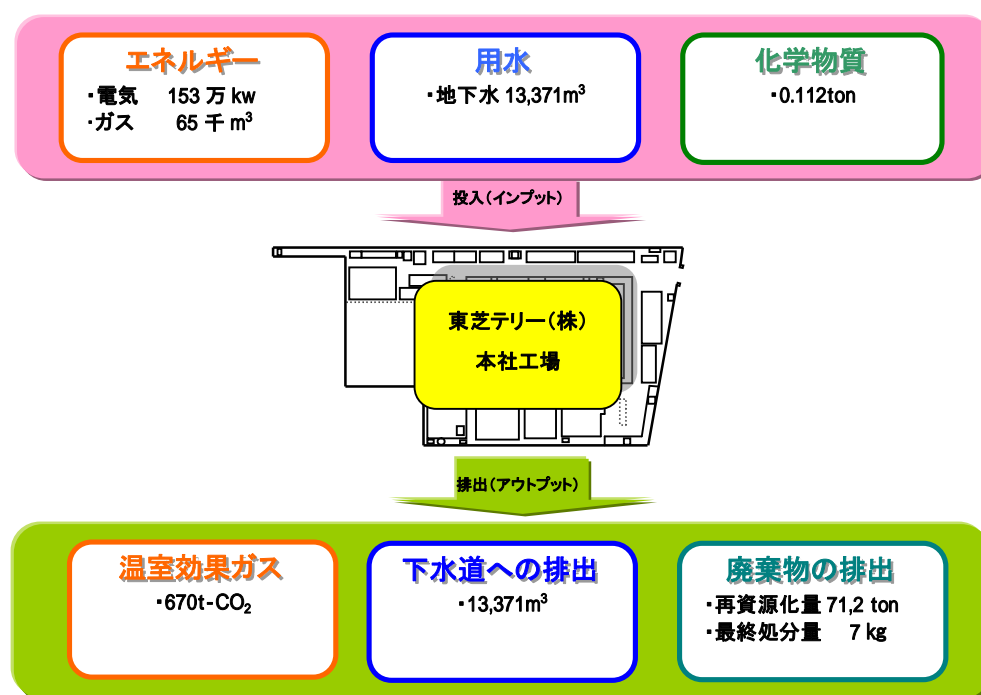 エネルギー
・電気 153 万 kw
・ガス 65 千 m³
用水
・地下水 13,371m³
化学物質
・0.112ton
投入(インプット)
東芝テリー(株)
本社工場
排出(アウトプット)
温室効果ガス
・670t-CO₂
下水道への排出
・13,371m³
廃棄物の排出
・再資源化量 71,2 ton
・最終処分量 7 kg